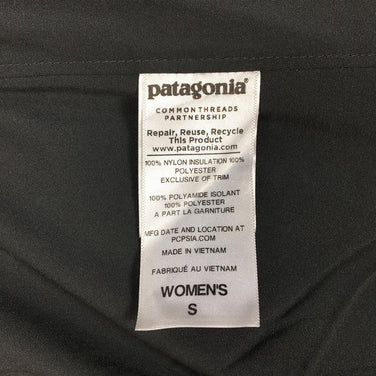 patagonia®
COMMON THREADS
PARTNERSHIP
Repair, Reuse, Recycle
This Product
www.patagonia.com
100% NYLON INSULATION 100%
POLYESTER
EXCLUSIVE OF TRIM
100% POLYAMIDE ISOLANT
100% POLYESTER
A PART LA GARNITURE
MFG DATE AND LOCATION AT
PCPSIA.COM
MADE IN VIETNAM
FABRIQUÉ AU VIETNAM
WOMEN'S
S